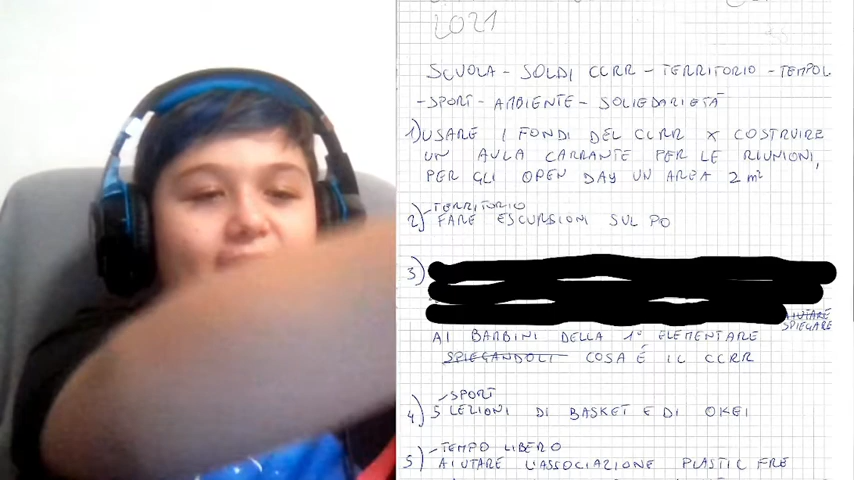 2021
SCUOLA - SOLDI CCRR - TERRITORIO - TEMPOL
- SPORT - AMBIENTE - SOLIEDARIETÁ
1) USARE I FONDI DEL CCRR X COSTRUIRE
UN AULA CARRANTE PER LE RIUNIONI,
PER GLI OPEN DAY UN AREA 2 m²
- TERRITORIO
2) FARE ESCURSIONI SUL PO
3)
AIUTARE
SPIEGARE
AI BAMBINI DELLA 1° ELEMENTARE
SPIEGANDOLI COSA É IL CCRR
- SPORT
4) 5 LEZIONI DI BASKET E DI OKEI
- TEMPO LIBERO
5) AIUTARE L'ASSOCIAZIONE PLASTIC FRE